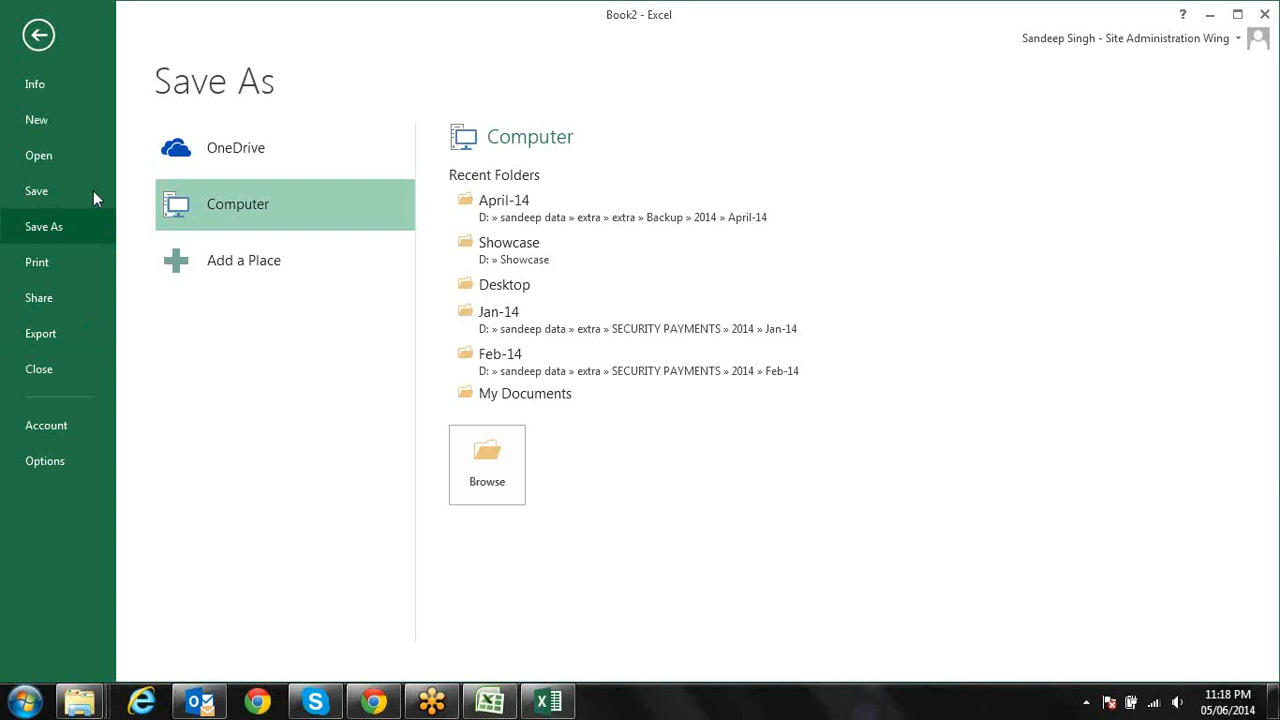 Book2 - Excel
?
Sandeep Singh - Site Administration Wing
Info
New
Open
Save
Save As
Print
Share
Export
Close
Account
Options
Save As
OneDrive
Computer
Add a Place
Computer
Recent Folders
April-14
D: » sandeep data » extra » extra » Backup » 2014 » April-14
Showcase
D: » Showcase
Desktop
Jan-14
D: » sandeep data » extra » SECURITY PAYMENTS » 2014 » Jan-14
Feb-14
D: » sandeep data » extra » SECURITY PAYMENTS » 2014 » Feb-14
My Documents
Browse
11:18 PM
05/06/2014